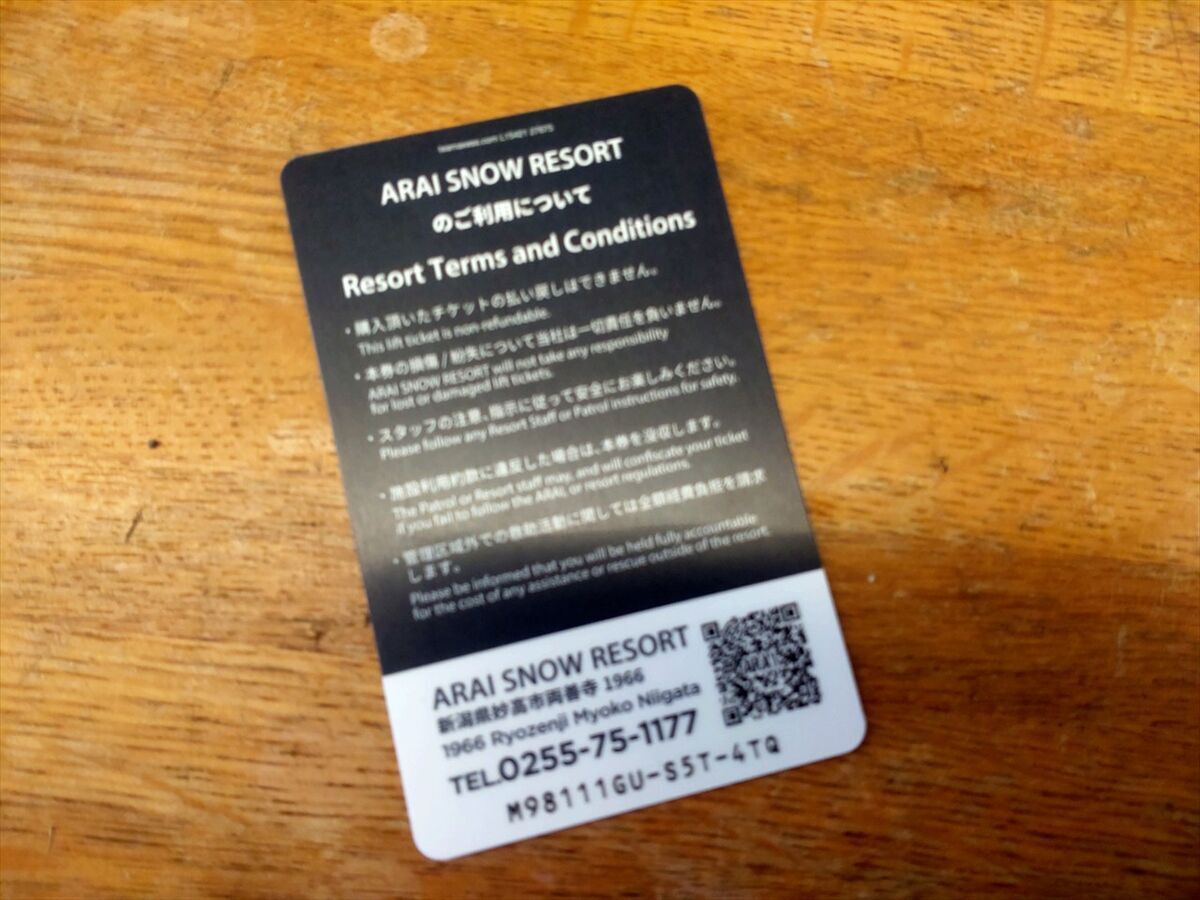 ARAI SNOW RESORT
のご利用について
Resort Terms and Conditions
・購入頂いたチケットの払い戻しはできません。
This lift ticket is non-refundable.
・本券の損傷/紛失について当社は一切責任を負いません。
ARAI SNOW RESORT will not take any responsibility
for lost or damaged lift tickets.
・スタッフの注意、指示に従って安全にお楽しみください。
Please follow any Resort Staff or Patrol instructions for safety.
・施設利用約款に違反した場合は、本券を没収します。
The Patrol or Resort staff may, and will confiscate your ticket
if you fail to follow the ARAI, or resort regulations.
・管理区域外での救助活動に関しては全額経費負担を請求
します。
Please be informed that you will be held fully accountable
for the cost of any assistance or rescue outside of the resort.
ARAI SNOW RESORT
新潟県妙高市両善寺 1966
1966 Ryozenji Myoko Niigata
TEL.0255-75-1177
ARAI
M98111GU-S5T-4TQ